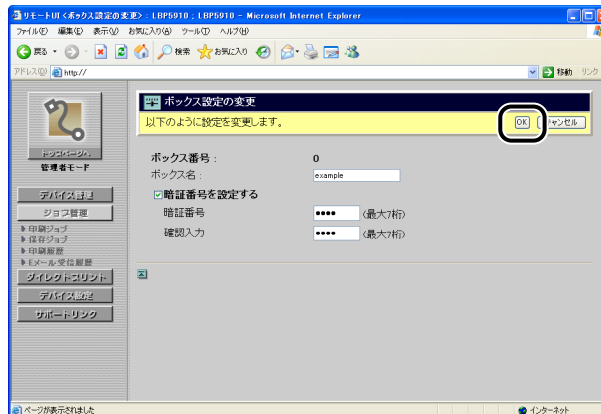 リモートUI <ボックス設定の変更> : LBP5910 ; LBP5910 - Microsoft Internet Explorer
ファイル(F) 編集(E) 表示(V) お気に入り(A) ツール(T) ヘルプ(H)
戻る 検索 お気に入り
アドレス(D) http:// 移動 リンク
ボックス設定の変更
以下のように設定を変更します。 OK キャンセル
トップページへ
管理者モード
デバイス管理
ジョブ管理
印刷ジョブ
保存ジョブ
印刷履歴
Eメール受信履歴
ダイレクトプリント
デバイス設定
サポートリンク
ボックス番号 : 0
ボックス名 : example
暗証番号を設定する
暗証番号 •••• (最大7桁)
確認入力 •••• (最大7桁)
ページが表示されました インターネット